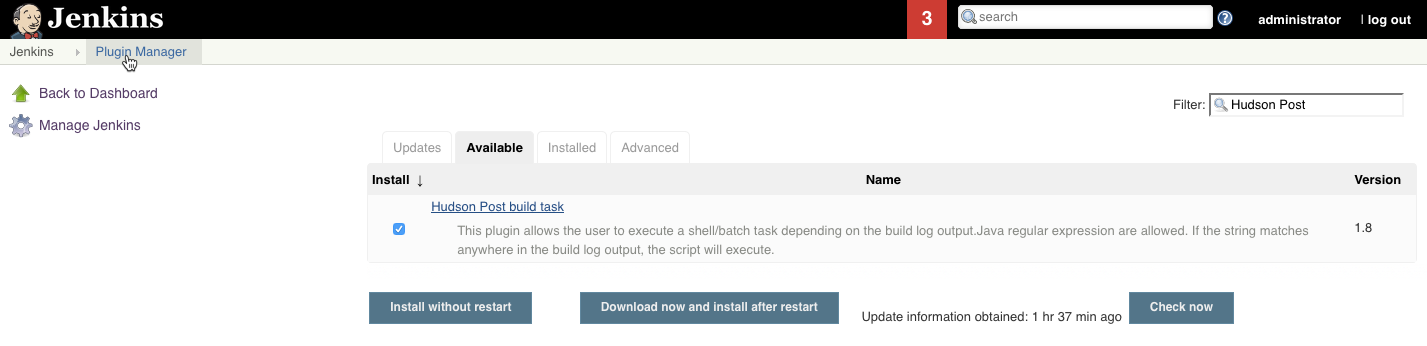 Jenkins
3
search
?
administrator
| log out
Jenkins
Plugin Manager
Back to Dashboard
Manage Jenkins
Filter: Hudson Post
Updates
Available
Installed
Advanced
Install ↓
Name
Version
Hudson Post build task
This plugin allows the user to execute a shell/batch task depending on the build log output.Java regular expression are allowed. If the string matches
anywhere in the build log output, the script will execute.
1.8
Install without restart
Download now and install after restart
Update information obtained: 1 hr 37 min ago
Check now